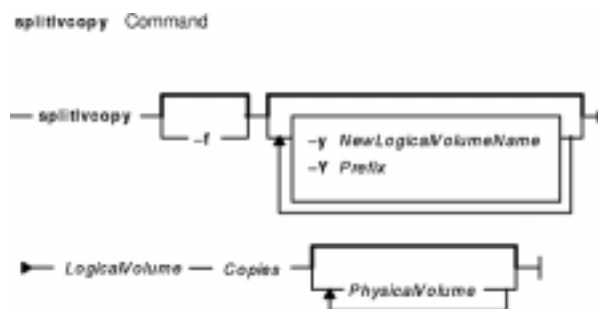 splitlvcopy Command
splitlvcopy -f
-y NewLogicalVolumeName
-Y Prefix
LogicalVolume Copies
PhysicalVolume